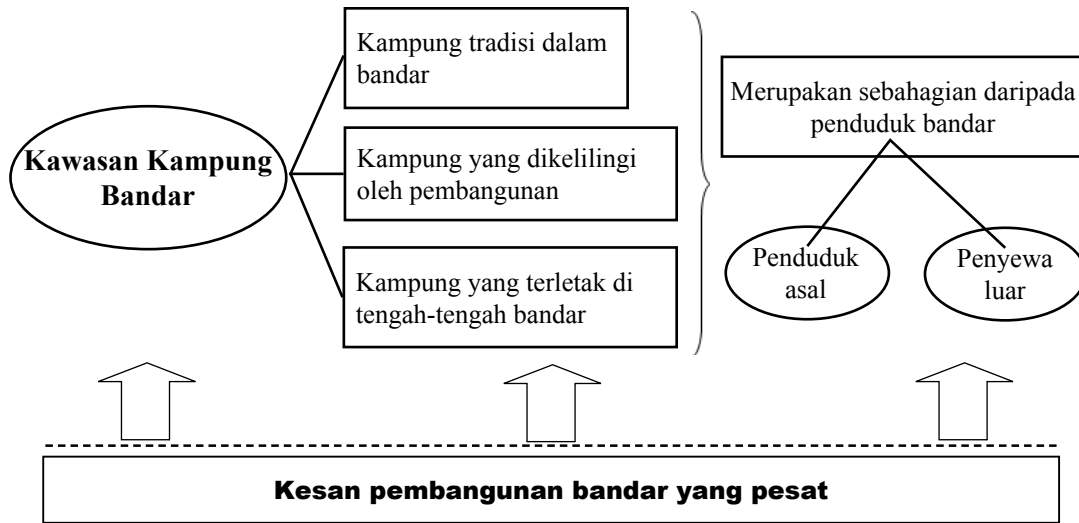 Kawasan Kampung
Bandar
Kampung tradisi dalam
bandar
Kampung yang dikelilingi
oleh pembangunan
Kampung yang terletak di
tengah-tengah bandar
Merupakan sebahagian daripada
penduduk bandar
Penduduk
asal
Penyewa
luar
Kesan pembangunan bandar yang pesat